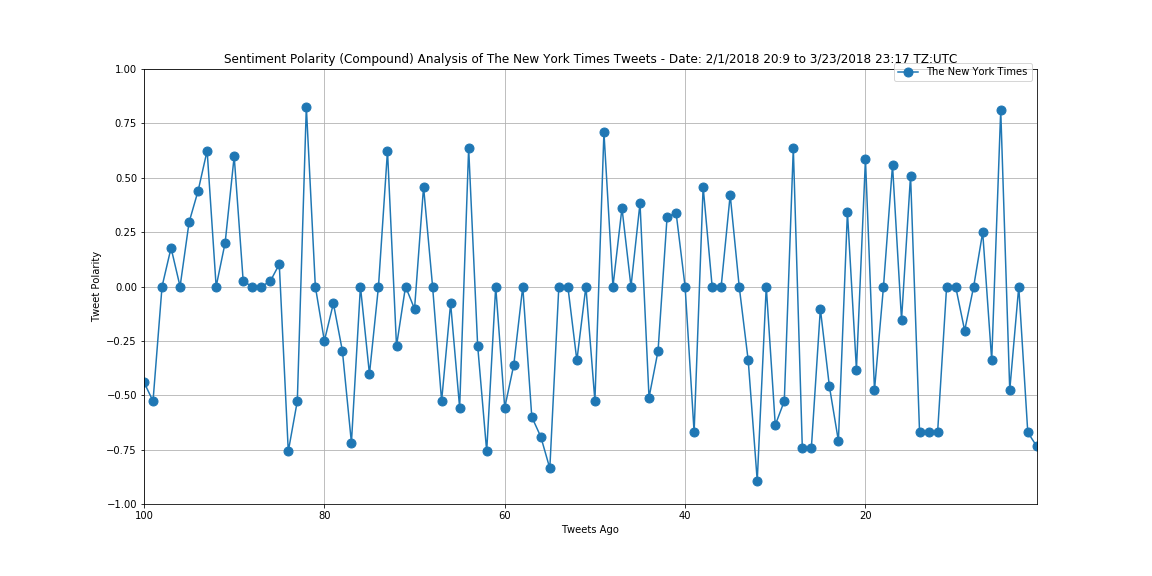 Sentiment Polarity (Compound) Analysis of The New York Times Tweets - Date: 2/1/2018 20:9 to 3/23/2018 23:17 TZ:UTC
The New York Times
1.00
0.75
0.50
0.25
0.00
−0.25
−0.50
−0.75
−1.00
Tweet Polarity
100 80 60 40 20
Tweets Ago